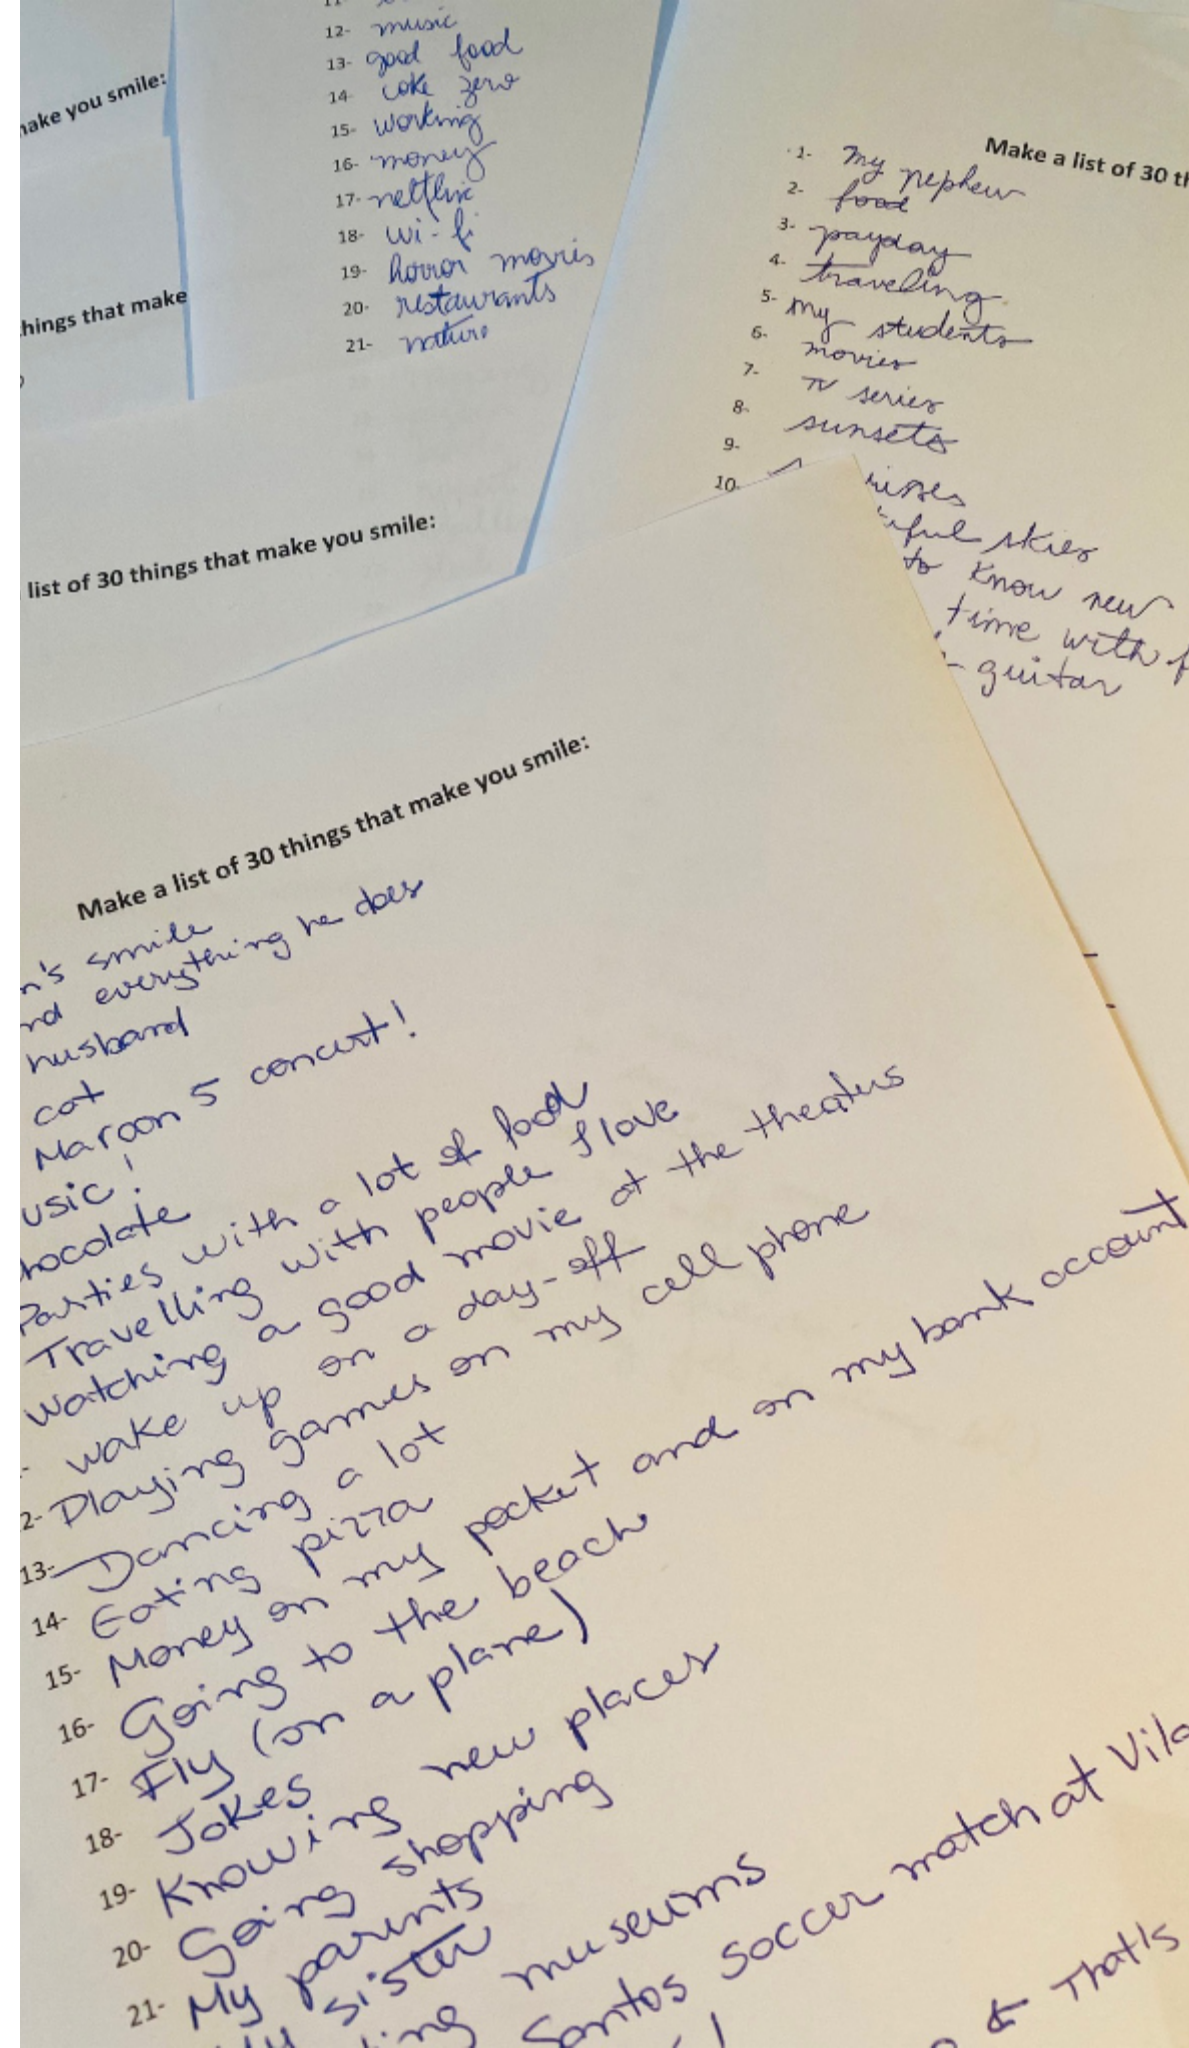 make you smile:
things that make
list of 30 things that make you smile:
12- music
13- good food
14- coke zero
15- working
16- money
17- netflix
18- wi-fi
19- horror movies
20- restaurants
21- nature
Make a list of 30 th
1- my nephew
2- food
3- payday
4- traveling
5- my students
6- movies
7- TV series
8- sunsets
9-
10-
skies
to know new
time with f
guitar
Make a list of 30 things that make you smile:
n's smile
nd everything he does
husband
cat
Maroon 5 concert!
usic!
hocolate
Parties with a lot of food
Travelling with people I love
Watching a good movie at the theaters
wake up on a day-off
2- Playing games on my cell phone
13- Dancing a lot
14- Eating pizza
15- Money on my pocket and on my bank account
16- Going to the beach
17- Fly (on a plane)
18- Jokes
19- Knowing new places
20- Going shopping
21- My parents
sister
ting museums
Santos soccer match at Vila
& That's